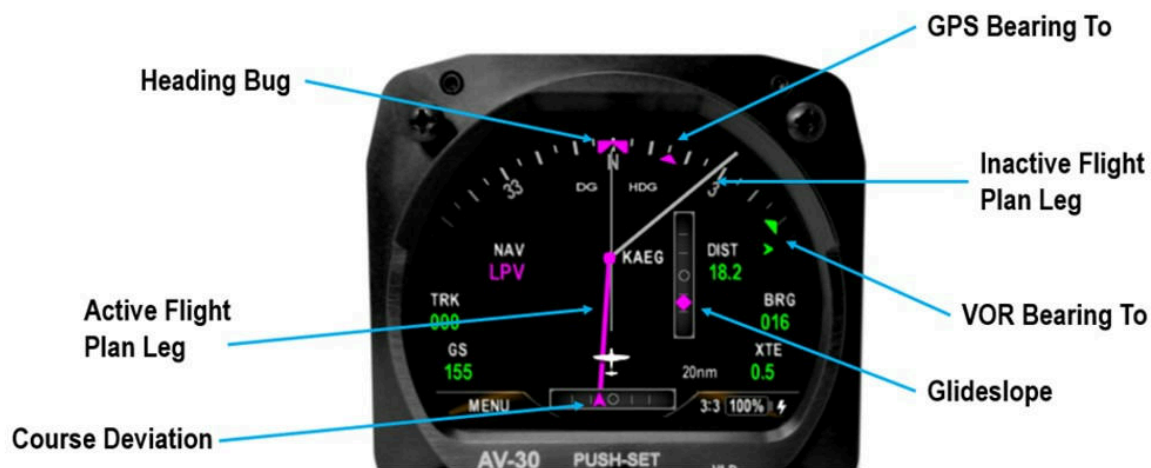 GPS Bearing To
Heading Bug
Inactive Flight
Plan Leg
N
33
3
DG HDG
NAV
LPV
KAEG
DIST
18.2
Active Flight
Plan Leg
TRK
000
BRG
016
VOR Bearing To
GS
155
20nm
XTE
0.5
Glideslope
MENU
3:3 100%
Course Deviation
AV-30
PUSH-SET